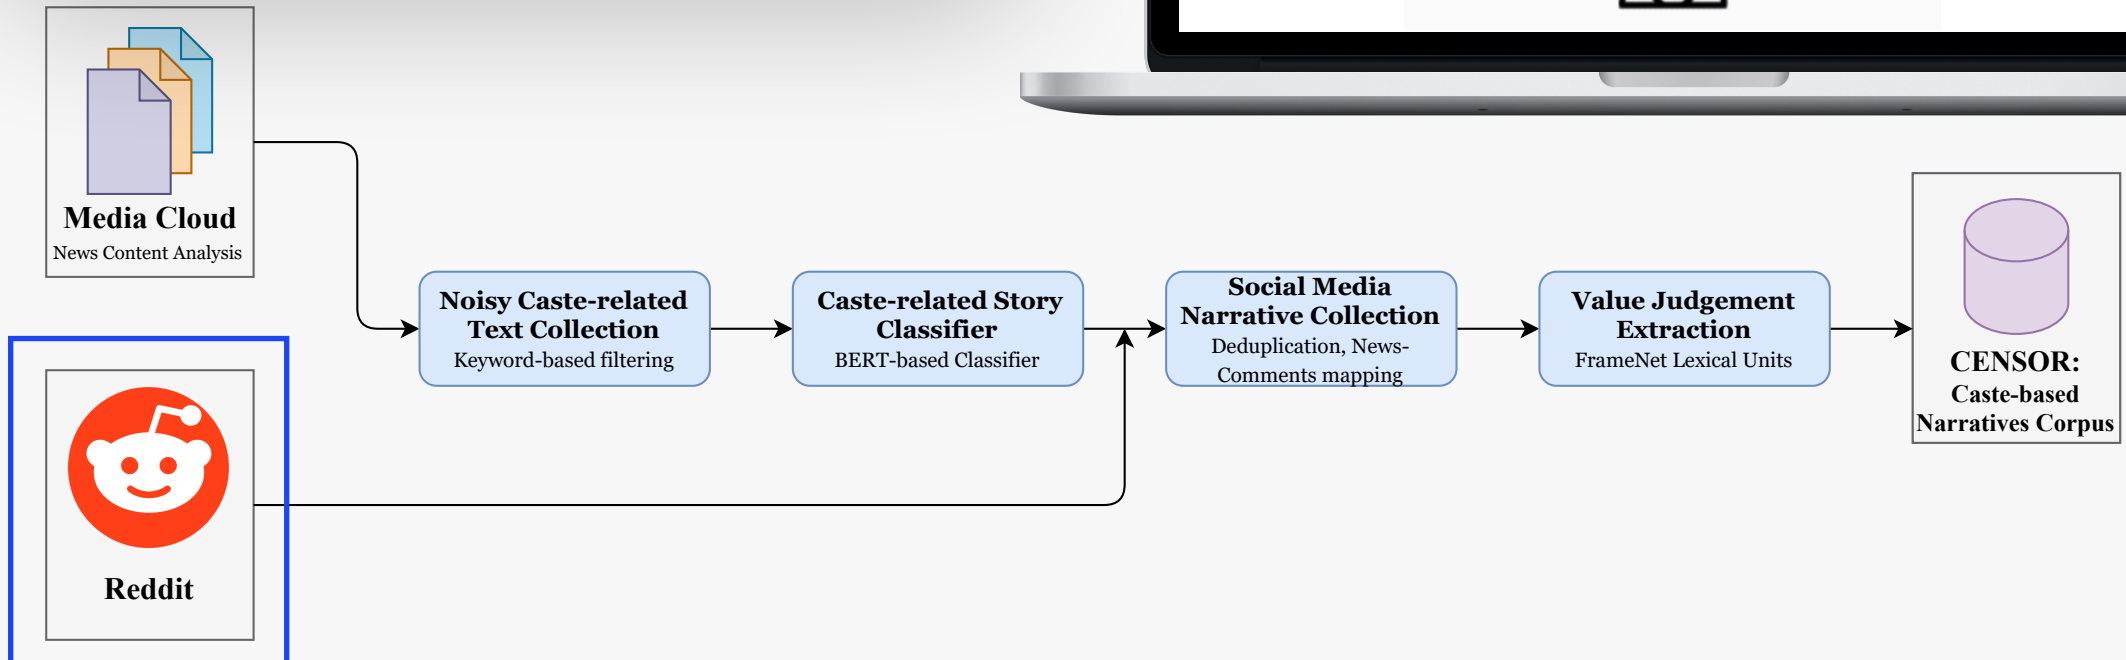 Media Cloud
News Content Analysis
Noisy Caste-related
Text Collection
Keyword-based filtering
Caste-related Story
Classifier
BERT-based Classifier
Social Media
Narrative Collection
Deduplication, News-
Comments mapping
Value Judgement
Extraction
FrameNet Lexical Units
CENSOR:
Caste-based
Narratives Corpus
Reddit